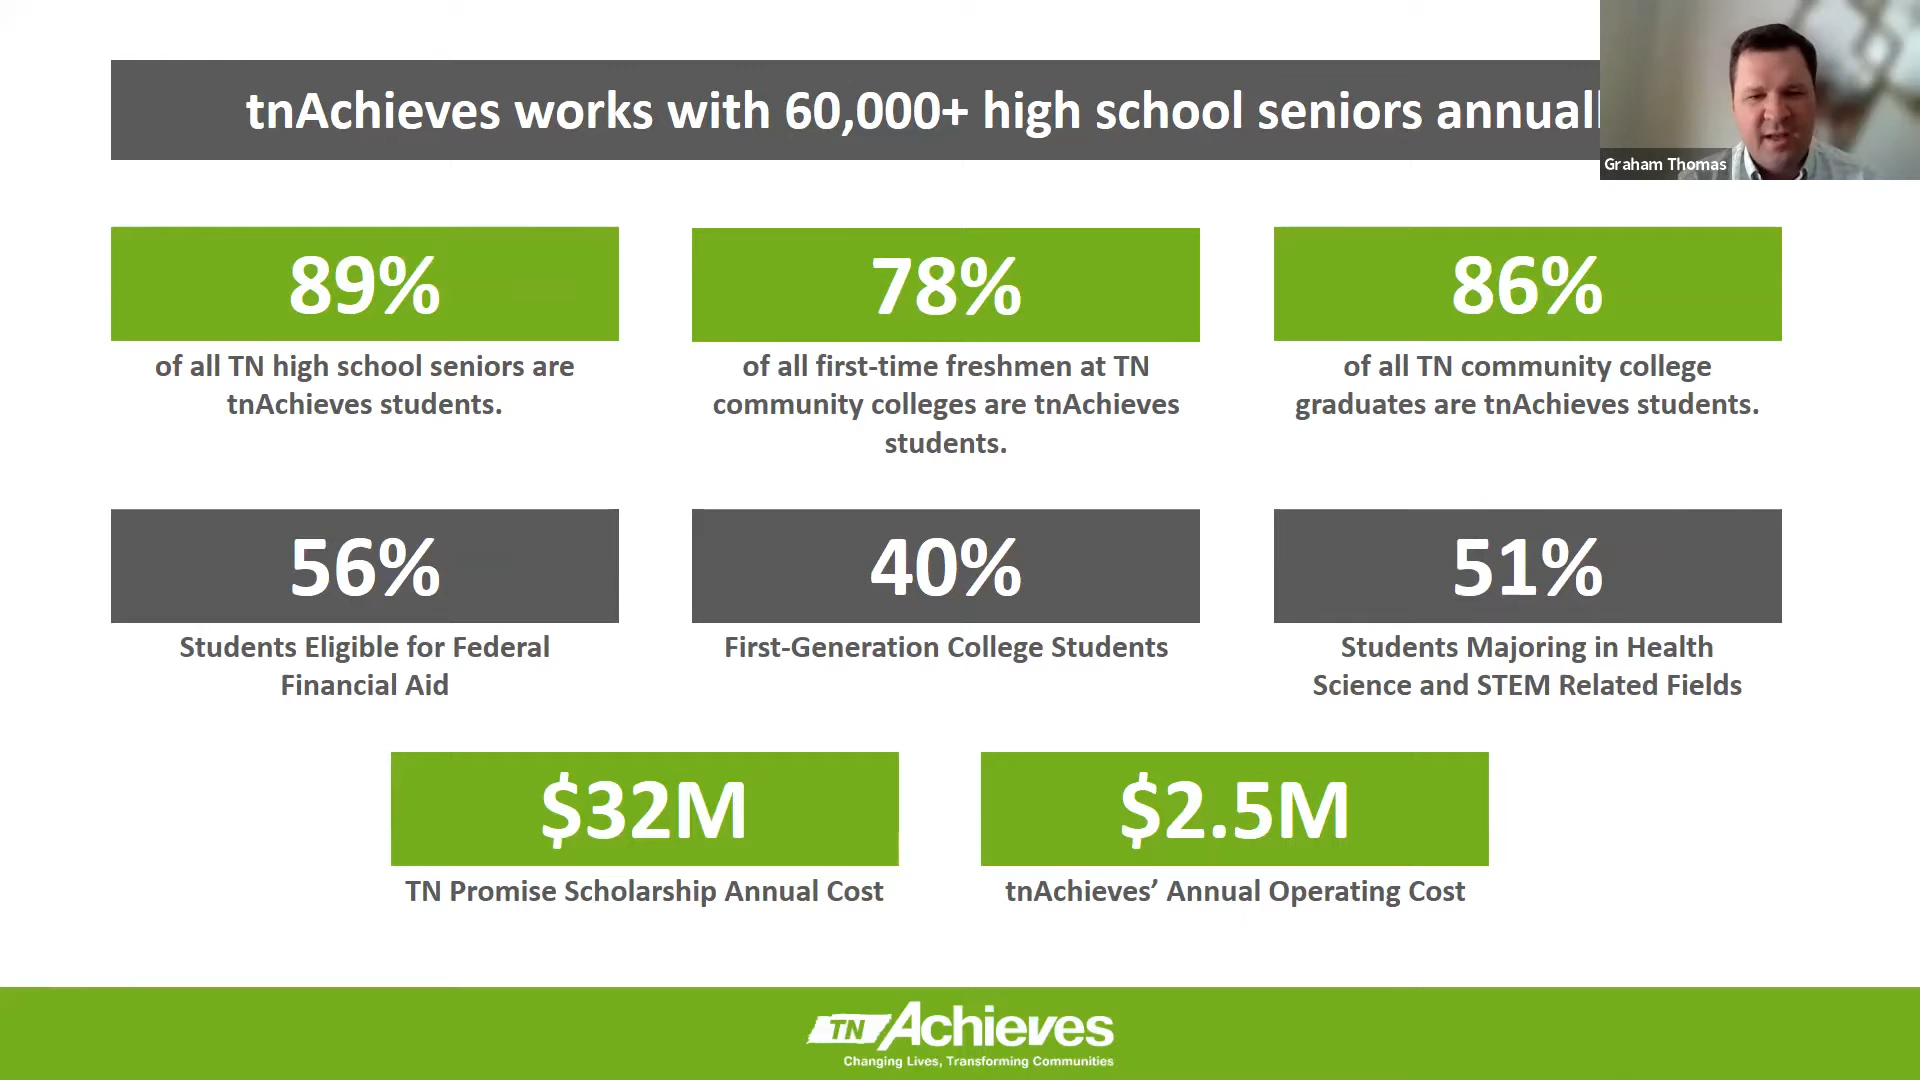 tnAchieves works with 60,000+ high school seniors annuall
Graham Thomas
89%
of all TN high school seniors are
tnAchieves students.
78%
of all first-time freshmen at TN
community colleges are tnAchieves
students.
86%
of all TN community college
graduates are tnAchieves students.
56%
Students Eligible for Federal
Financial Aid
40%
First-Generation College Students
51%
Students Majoring in Health
Science and STEM Related Fields
$32M
TN Promise Scholarship Annual Cost
$2.5M
tnAchieves’ Annual Operating Cost
TN Achieves
Changing Lives, Transforming Communities